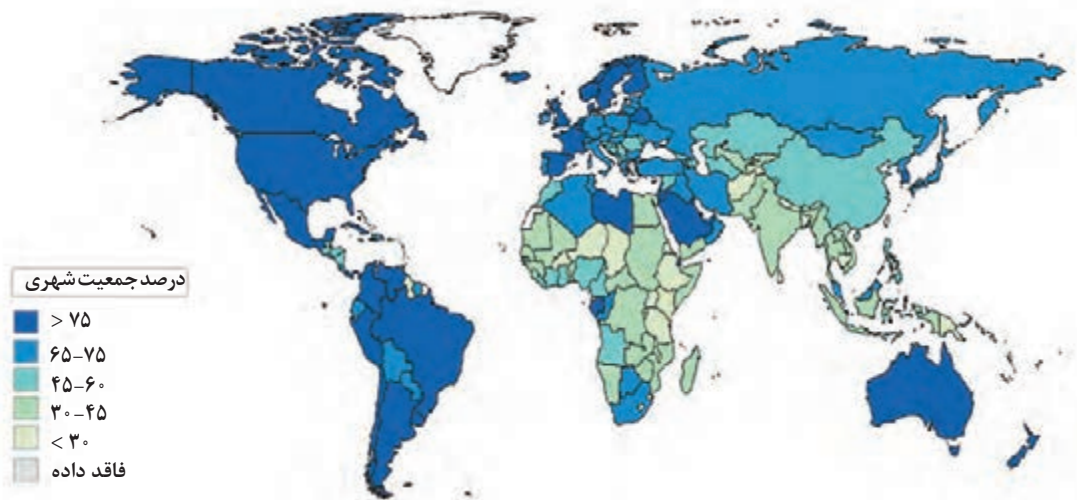 درصد جمعیت شهری
> ۷۵
۶۵-۷۵
۴۵-۶۰
۳۰-۴۵
< ۳۰
فاقد داده